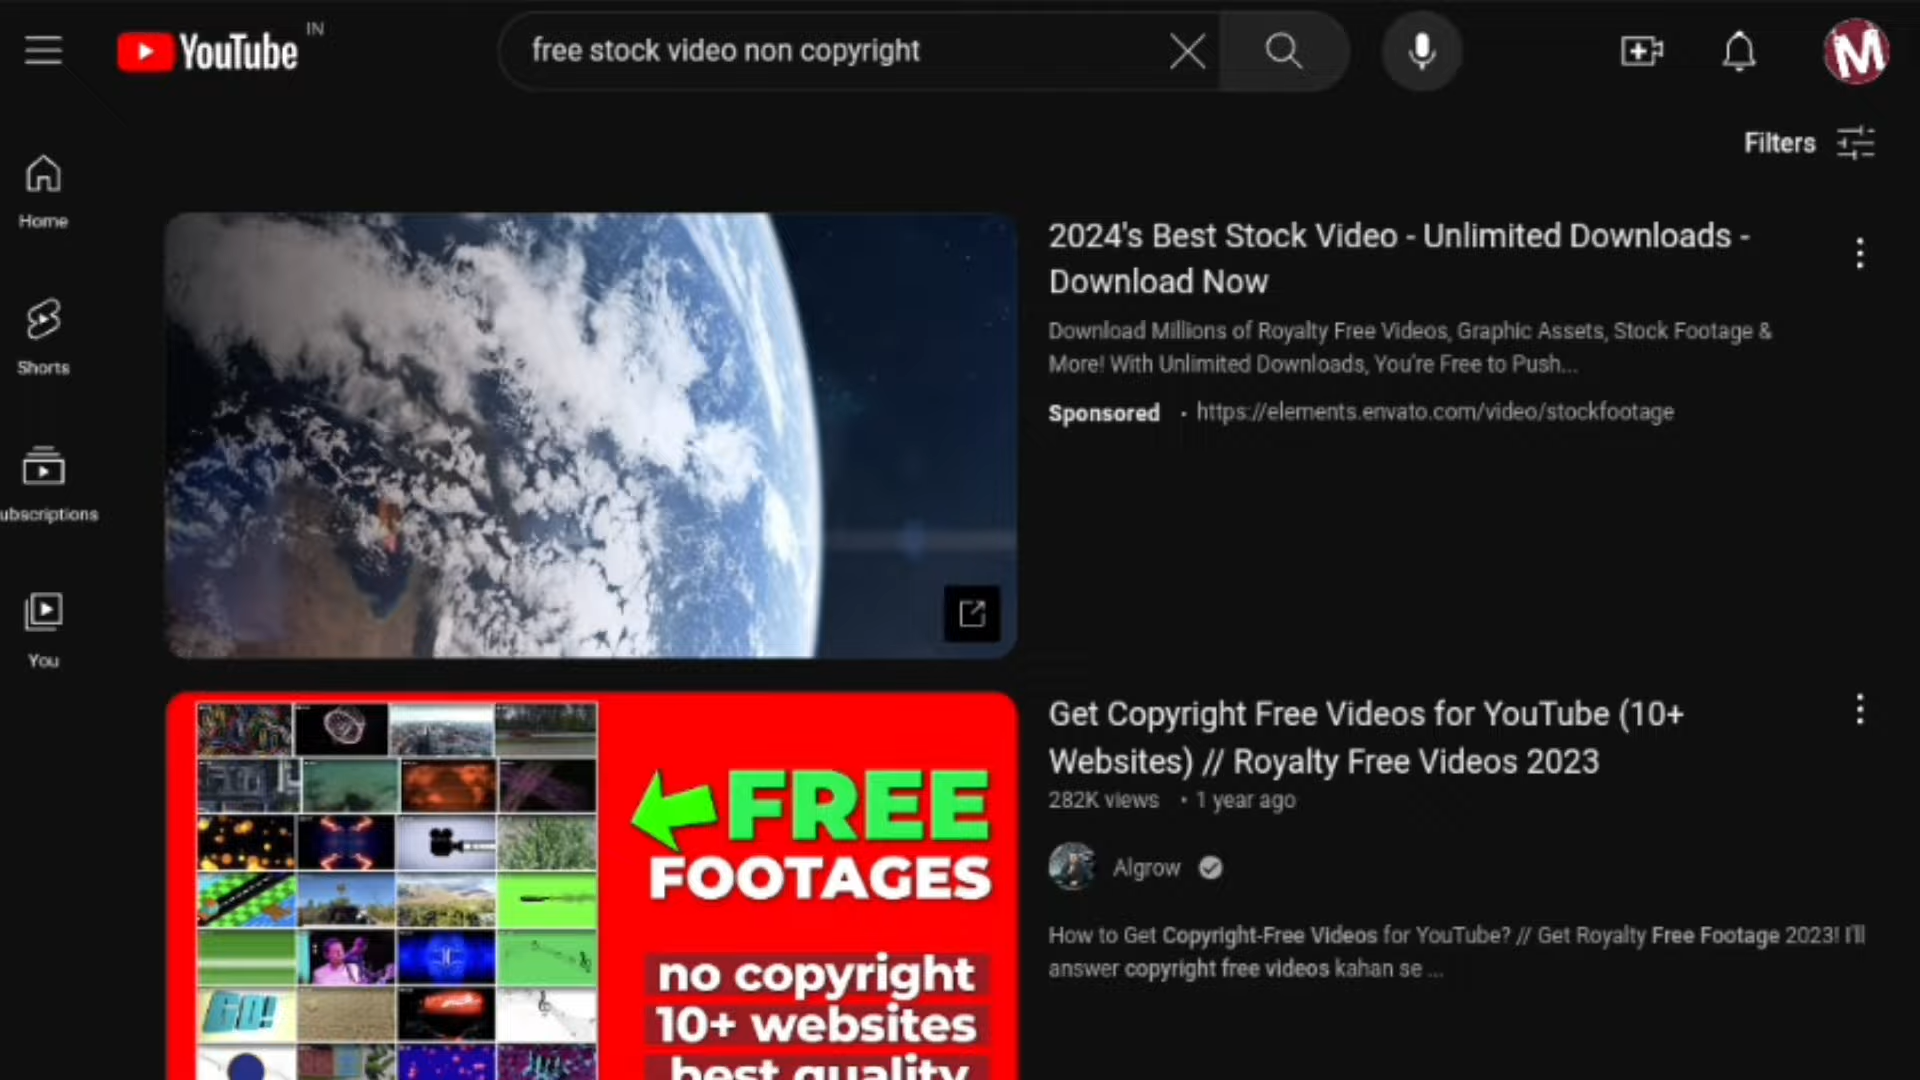 YouTube IN
free stock video non copyright
Filters
Home
Shorts
ubscriptions
You
2024's Best Stock Video - Unlimited Downloads -
Download Now
Download Millions of Royalty Free Videos, Graphic Assets, Stock Footage &
More! With Unlimited Downloads, You're Free to Push...
Sponsored · https://elements.envato.com/video/stockfootage
GO!
FREE
FOOTAGES
no copyright
10+ websites
best quality
Get Copyright Free Videos for YouTube (10+
Websites) // Royalty Free Videos 2023
282K views • 1 year ago
Algrow
How to Get Copyright-Free Videos for YouTube? // Get Royalty Free Footage 2023! I'll
answer copyright free videos kahan se ...